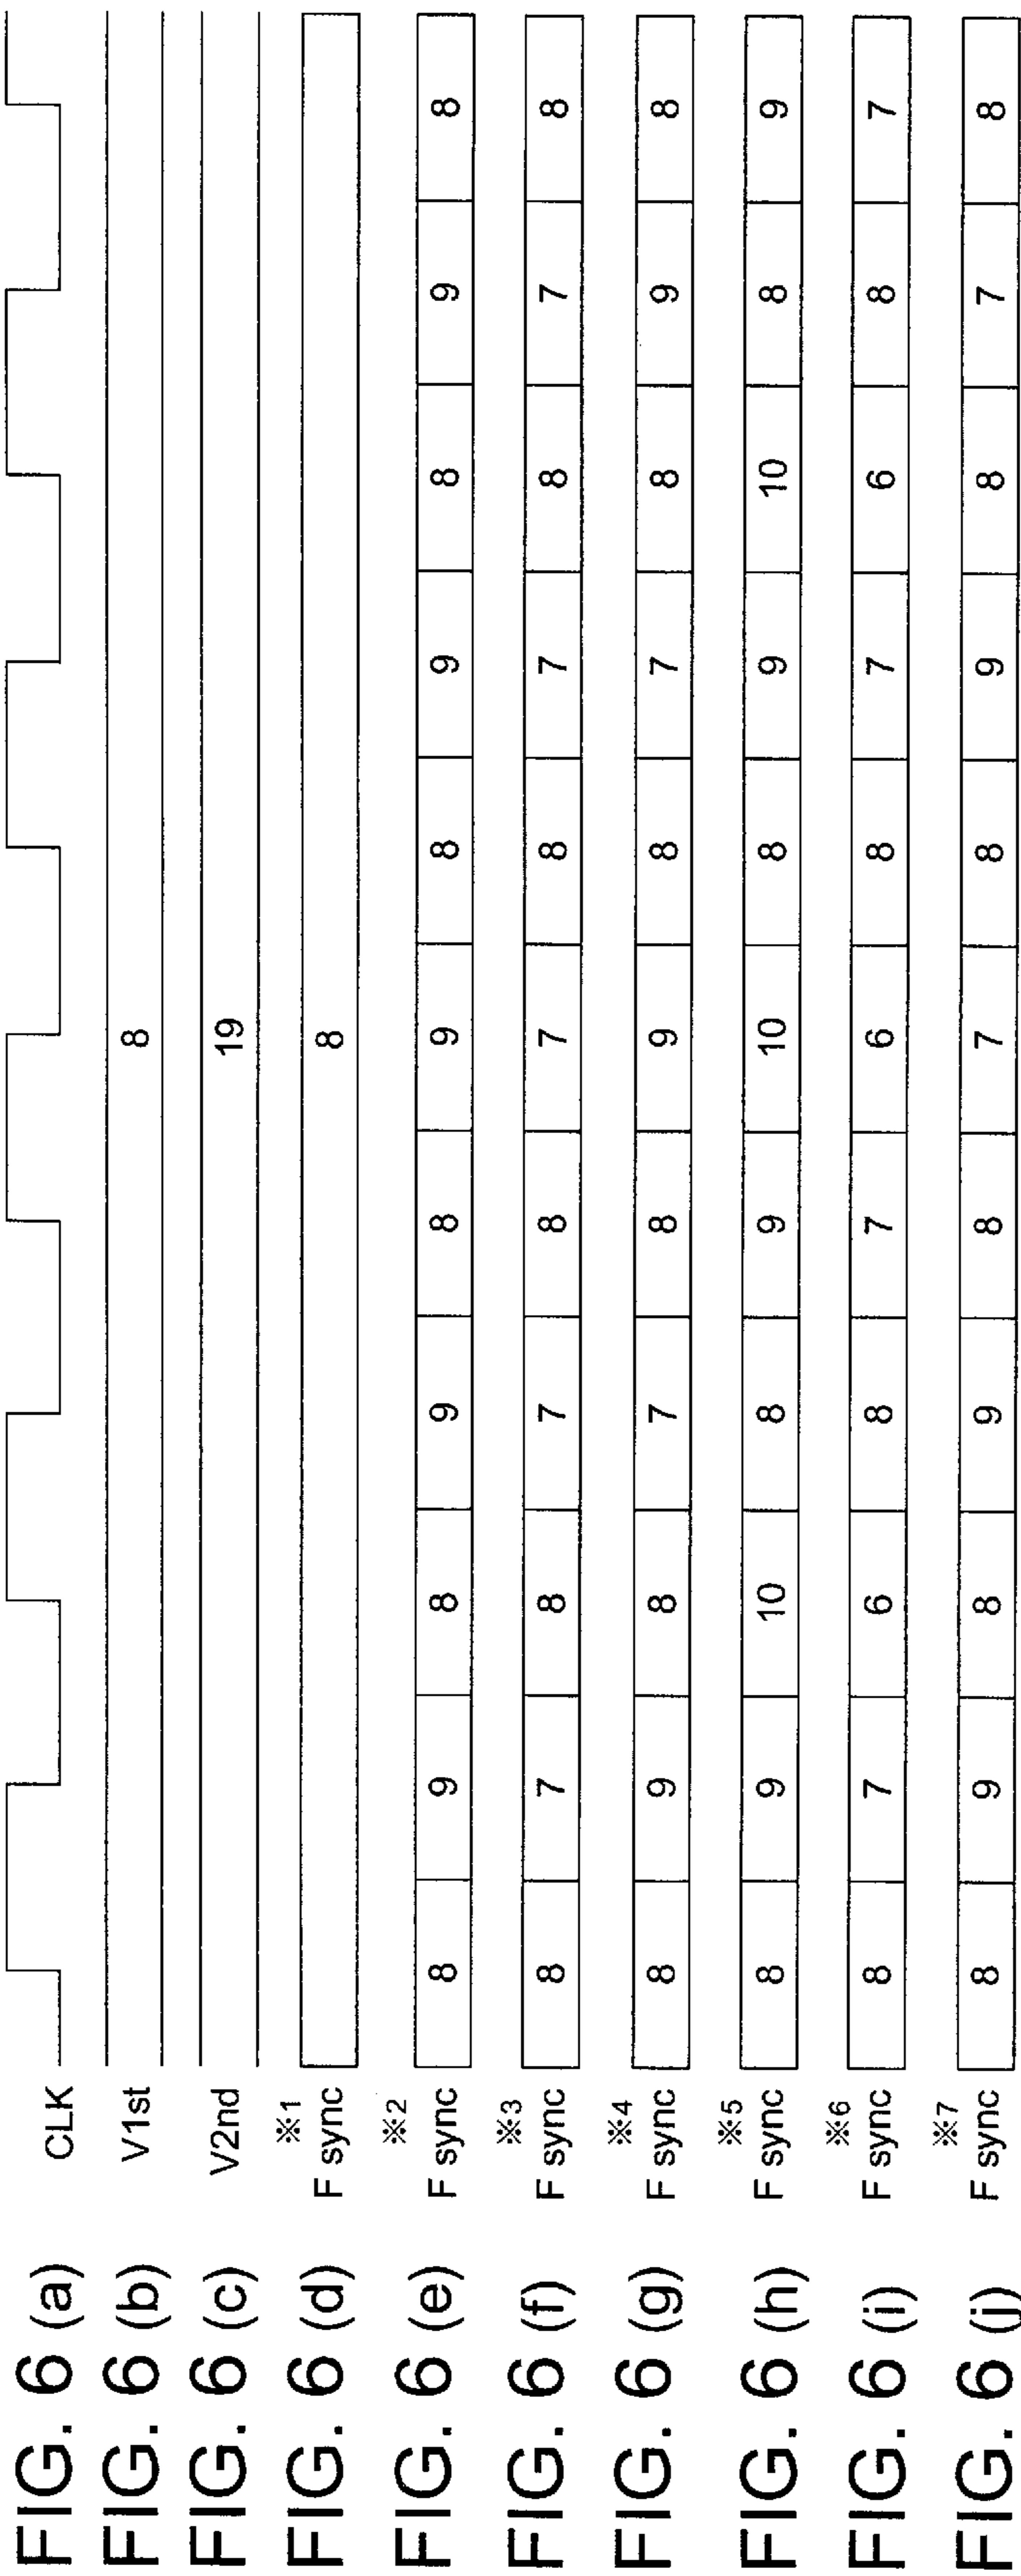 FIG. 6 (a) CLK
FIG. 6 (b) V1st 8
FIG. 6 (c) V2nd 19
FIG. 6 (d) ※1 F sync 8
FIG. 6 (e) ※2 F sync 8 9 8 9 8 9 8 9 8 9 8
FIG. 6 (f) ※3 F sync 8 7 8 7 8 7 8 7 8 7 8
FIG. 6 (g) ※4 F sync 8 9 8 7 8 9 8 7 8 9 8
FIG. 6 (h) ※5 F sync 8 9 10 8 9 10 8 9 10 8 9
FIG. 6 (i) ※6 F sync 8 7 6 8 7 6 8 7 6 8 7
FIG. 6 (j) ※7 F sync 8 9 8 9 8 7 8 9 8 7 8